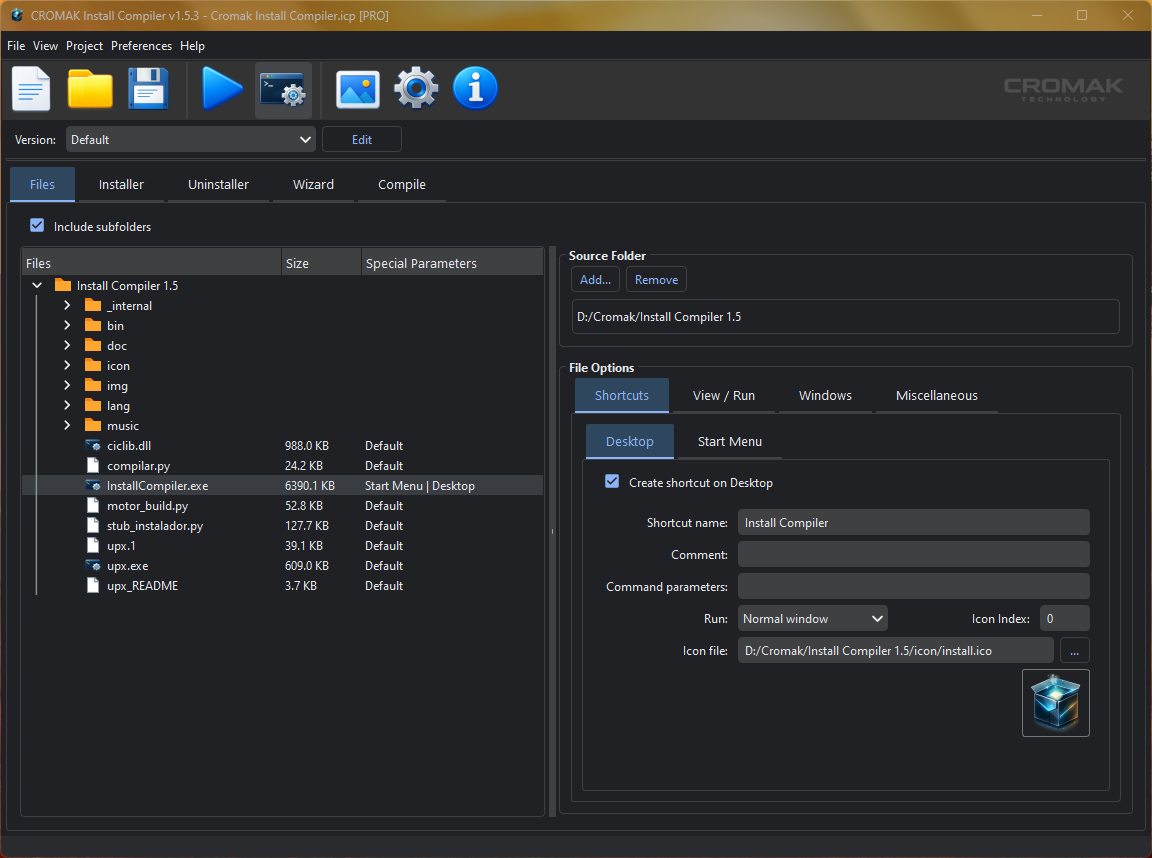 CROMAK Install Compiler v1.5.3 - Cromak Install Compiler.icp [PRO]
File View Project Preferences Help
CROMAK
TECHNOLOGY
Version: Default Edit
Files Installer Uninstaller Wizard Compile
Include subfolders
Files Size Special Parameters
Install Compiler 1.5
_internal
bin
doc
icon
img
lang
music
ciclib.dll 988.0 KB Default
compilar.py 24.2 KB Default
InstallCompiler.exe 6390.1 KB Start Menu | Desktop
motor_build.py 52.8 KB Default
stub_instalador.py 127.7 KB Default
upx.1 39.1 KB Default
upx.exe 609.0 KB Default
upx_README 3.7 KB Default
Source Folder
Add... Remove
D:/Cromak/Install Compiler 1.5
File Options
Shortcuts View / Run Windows Miscellaneous
Desktop Start Menu
Create shortcut on Desktop
Shortcut name: Install Compiler
Comment:
Command parameters:
Run: Normal window Icon Index: 0
Icon file: D:/Cromak/Install Compiler 1.5/icon/install.ico ...